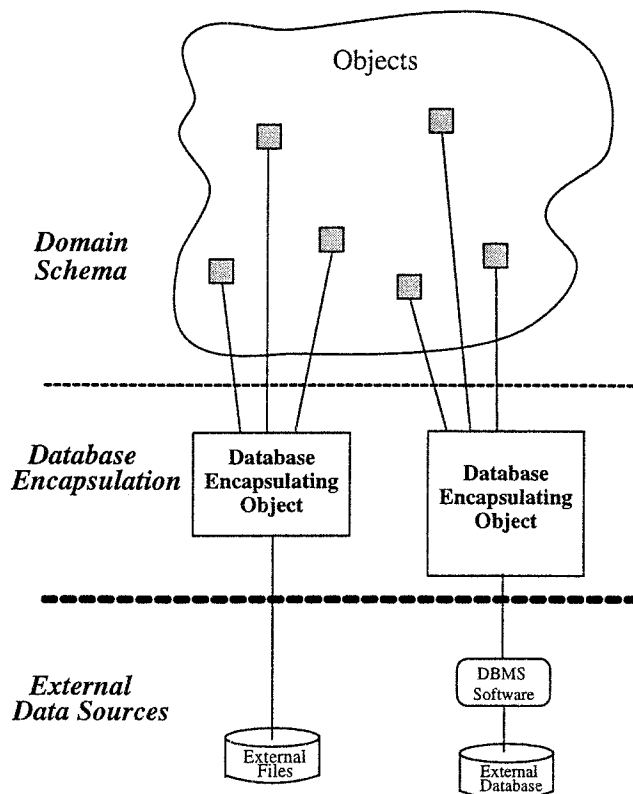 Objects
Domain
Schema
Database
Encapsulation
Database
Encapsulating
Object
Database
Encapsulating
Object
External
Data Sources
DBMS
Software
External
Files
External
Database